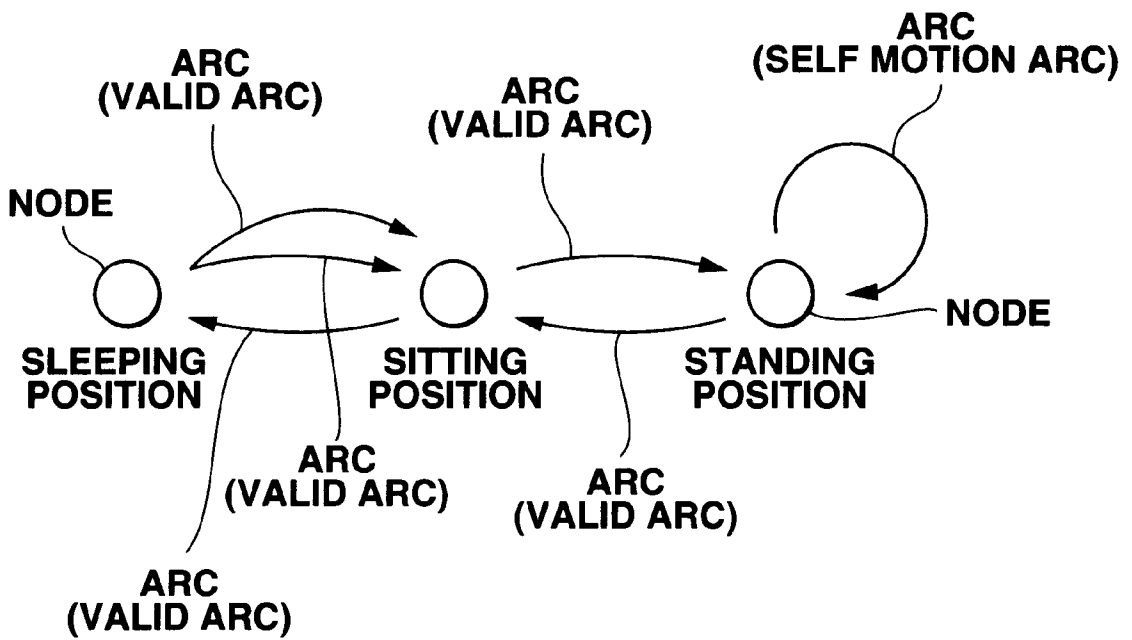 ARC
(SELF MOTION ARC)
ARC
(VALID ARC)
ARC
(VALID ARC)
NODE
NODE
SLEEPING
POSITION
SITTING
POSITION
STANDING
POSITION
ARC
(VALID ARC)
ARC
(VALID ARC)
ARC
(VALID ARC)